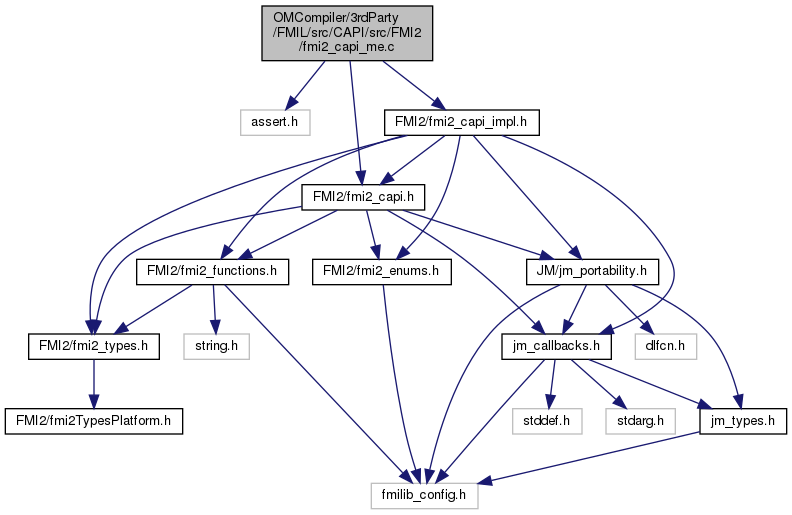 OMCompiler/3rdParty
/FMIL/src/CAPI/src/FMI2
/fmi2_capi_me.c
assert.h
FMI2/fmi2_capi_impl.h
FMI2/fmi2_capi.h
FMI2/fmi2_functions.h
FMI2/fmi2_enums.h
JM/jm_portability.h
FMI2/fmi2_types.h
string.h
jm_callbacks.h
dlfcn.h
FMI2/fmi2TypesPlatform.h
stddef.h
stdarg.h
jm_types.h
fmilib_config.h